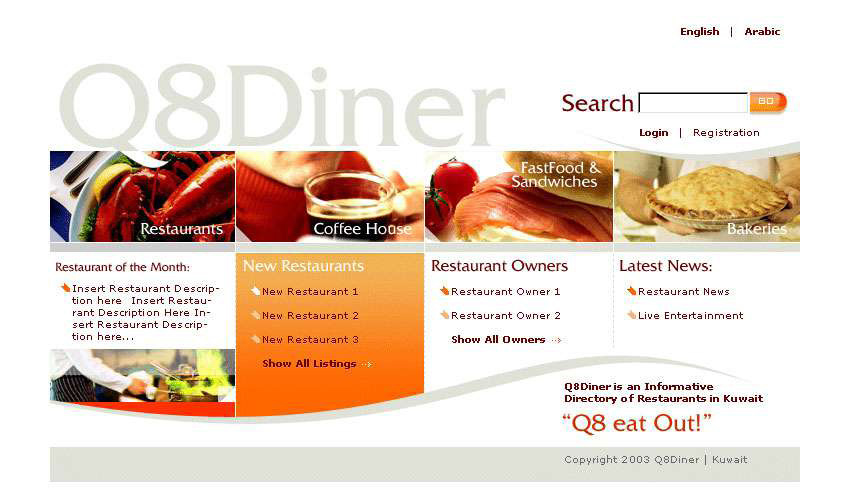 English | Arabic
Q8Diner
Search GO
Login | Registration
Restaurants
Coffee House
FastFood &
Sandwiches
Bakeries
Restaurant of the Month:
Insert Restaurant Descrip-
tion here Insert Restau-
rant Description Here In-
sert Restaurant Descrip-
tion here...
New Restaurants
New Restaurant 1
New Restaurant 2
New Restaurant 3
Show All Listings
Restaurant Owners
Restaurant Owner 1
Restaurant Owner 2
Show All Owners
Latest News:
Restaurant News
Live Entertainment
Q8Diner is an Informative
Directory of Restaurants in Kuwait
“Q8 eat Out!”
Copyright 2003 Q8Diner | Kuwait